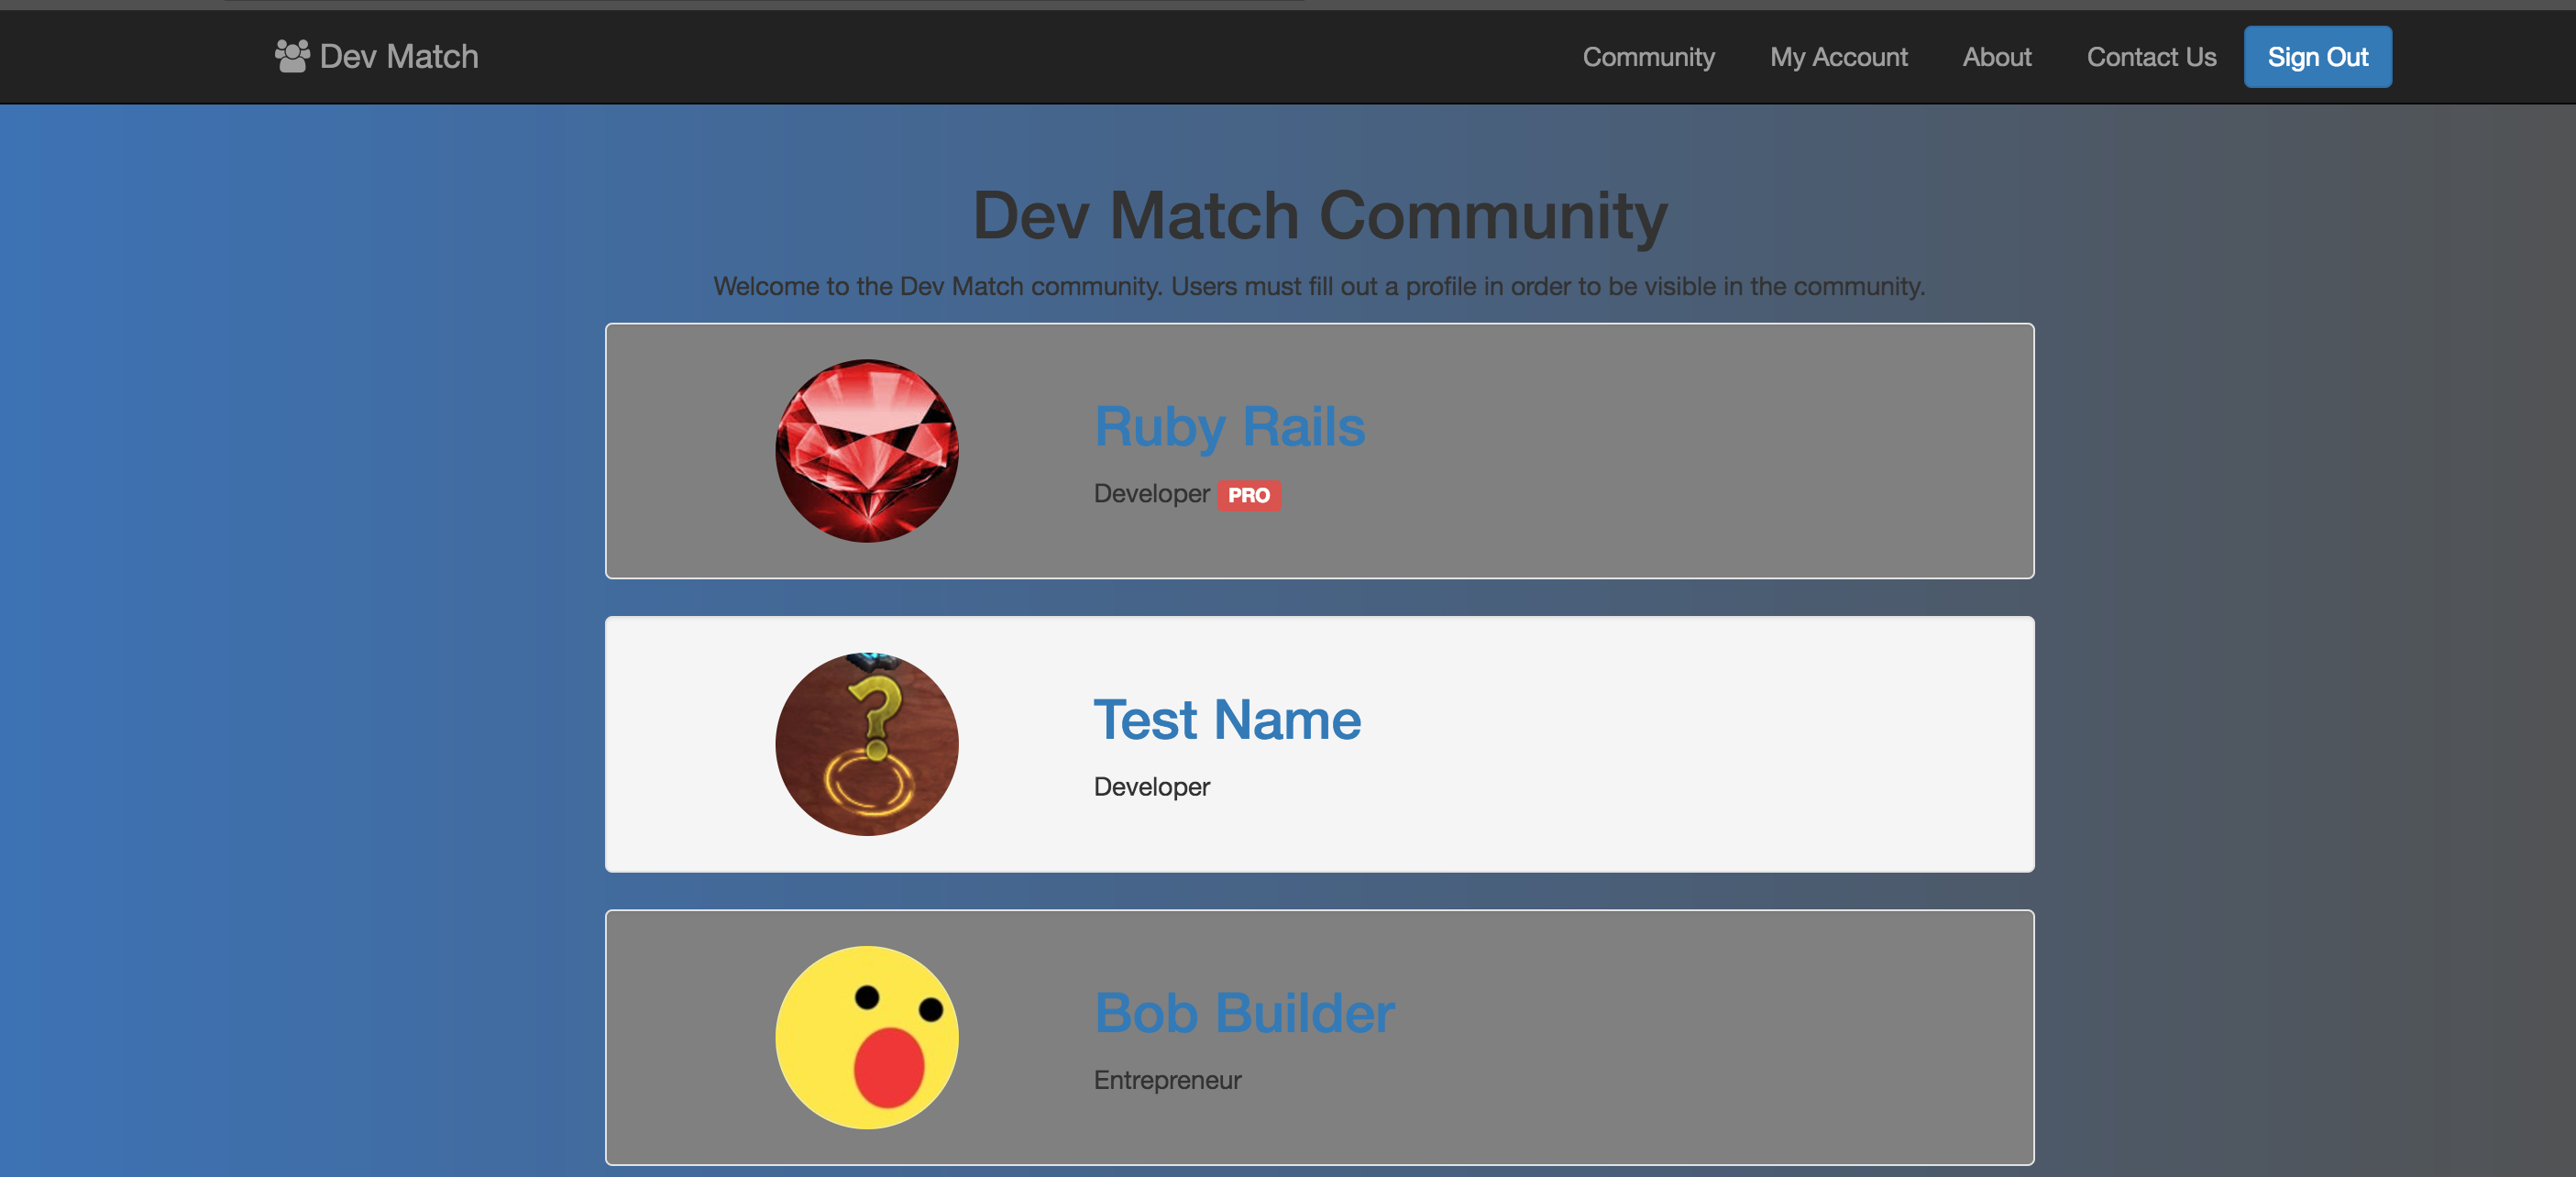 Dev Match Community My Account About Contact Us Sign Out
Dev Match Community
Welcome to the Dev Match community. Users must fill out a profile in order to be visible in the community.
Ruby Rails
Developer PRO
Test Name
Developer
Bob Builder
Entrepreneur